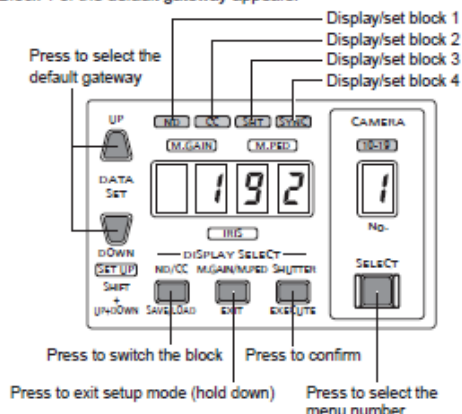 Block 1 of the default gateway appears.
Display/set block 1
Display/set block 2
Display/set block 3
Display/set block 4
Press to select the
default gateway
UP
ND CC SHT SYNC
CAMERA
M.GAIN M.PED
10-19
DATA
SET
192
1
No.
DOWN
IRIS
DISPLAY SELECT
SELECT
SET UP
ND/CC M.GAIN/M.PED SHUTTER
SHIFT
+
UP+DOWN SAVE/LOAD EXIT EXECUTE
Press to switch the block Press to confirm
Press to exit setup mode (hold down) Press to select the
menu number